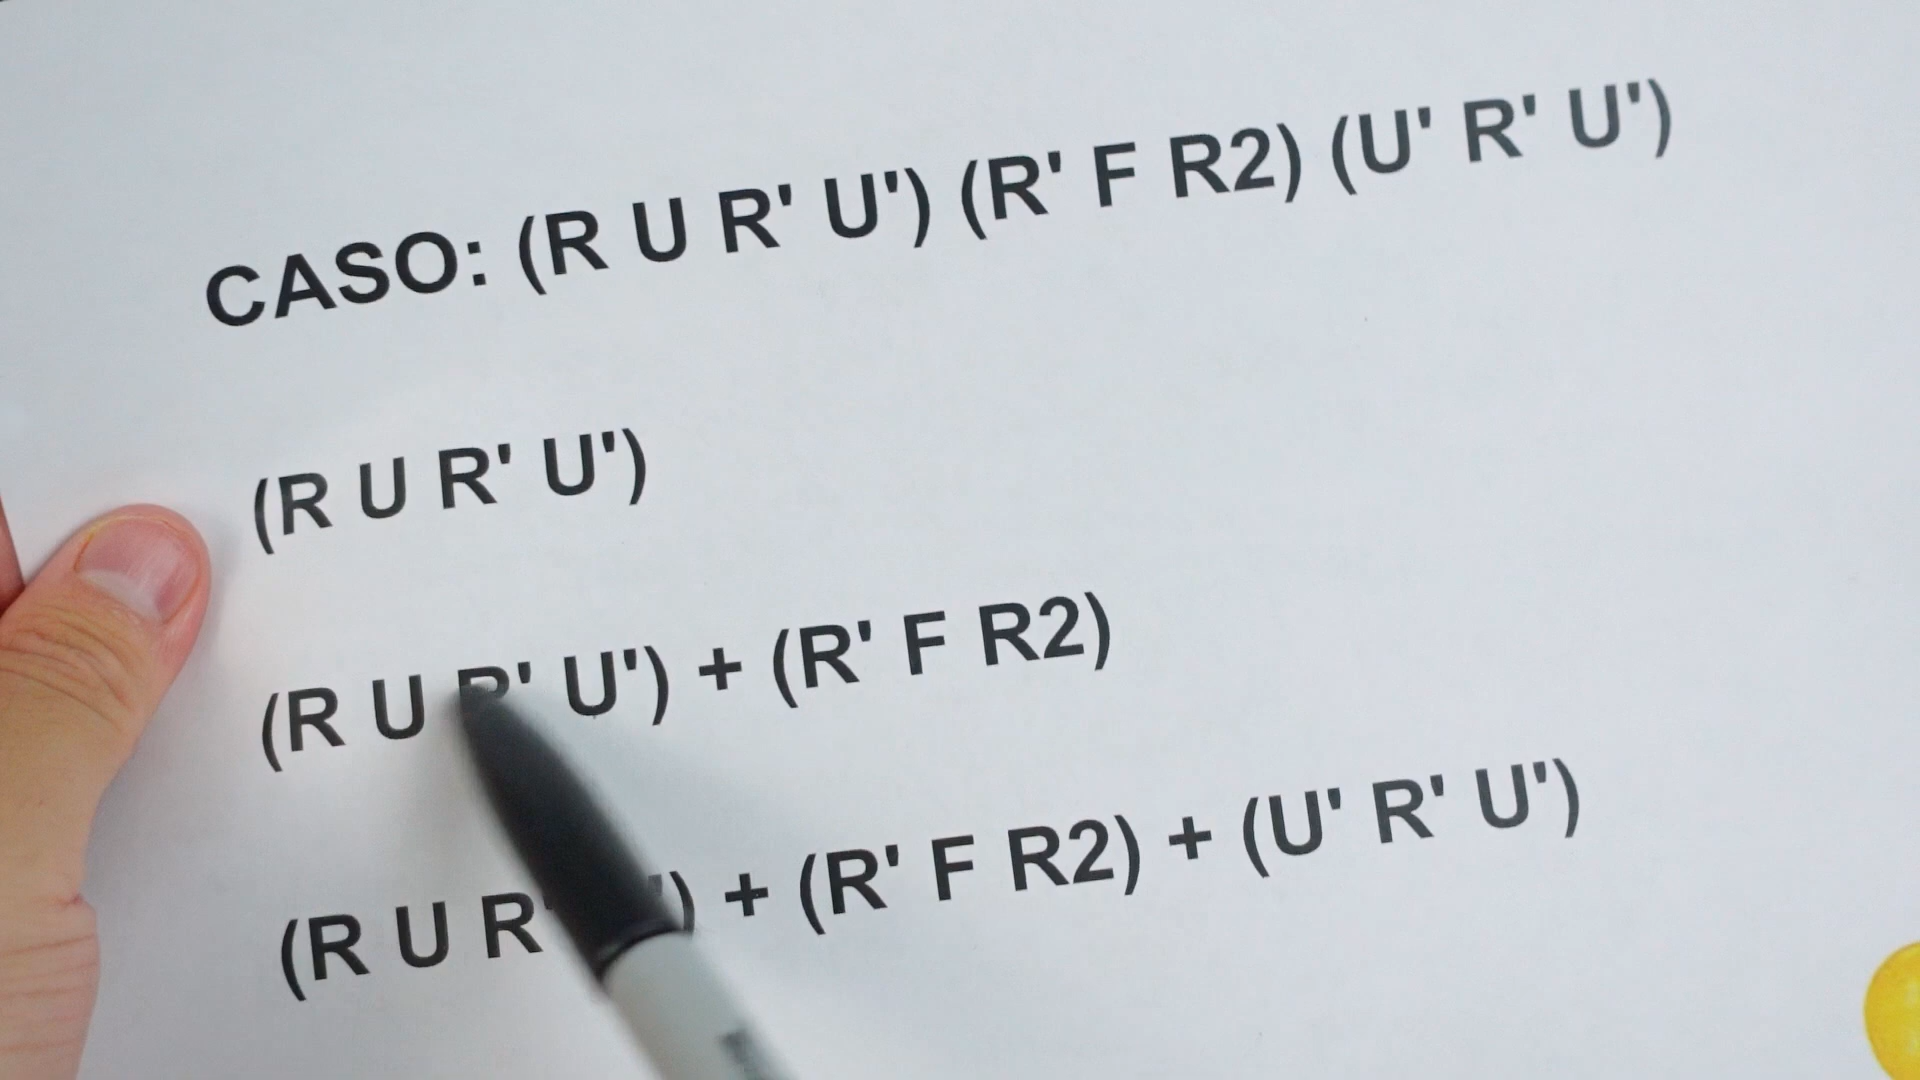 CASO: (R U R' U') (R' F R2) (U' R' U')
(R U R' U')
(R U R' U') + (R' F R2)
(R U R' ') + (R' F R2) + (U' R' U')